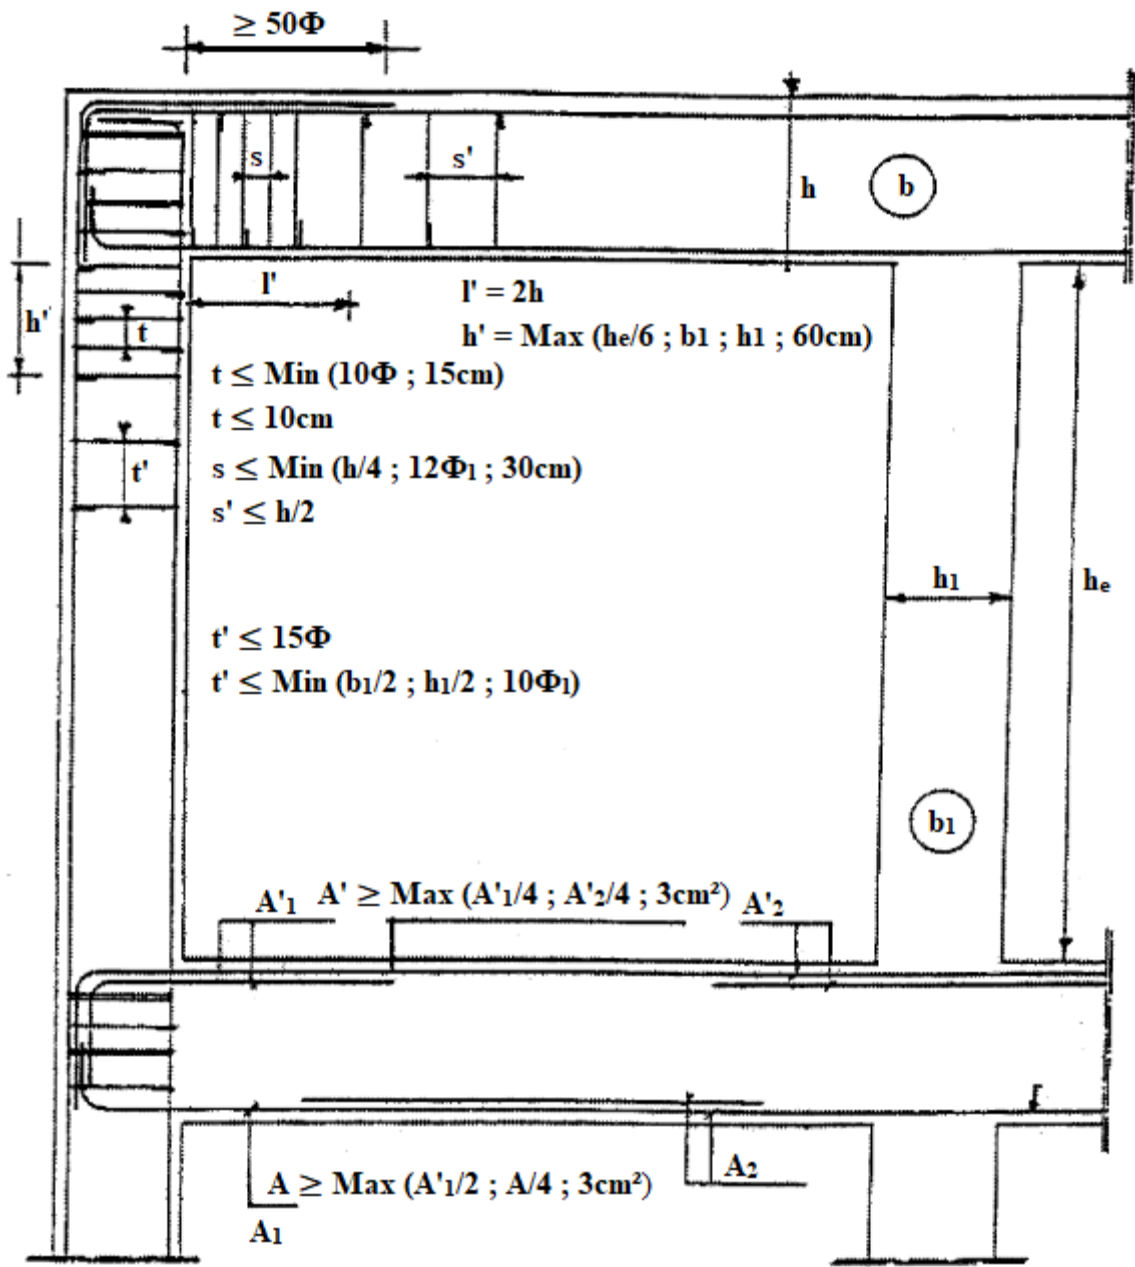 ≥ 50Φ
s
s'
h
b
h'
t
l'
l' = 2h
h' = Max (he/6 ; b1 ; h1 ; 60cm)
t ≤ Min (10Φ ; 15cm)
t ≤ 10cm
t'
s ≤ Min (h/4 ; 12Φl ; 30cm)
s' ≤ h/2
h1
he
t' ≤ 15Φ
t' ≤ Min (b1/2 ; h1/2 ; 10Φl)
b1
A'1
A' ≥ Max (A'1/4 ; A'2/4 ; 3cm²)
A'2
A2
A ≥ Max (A'1/2 ; A/4 ; 3cm²)
A1